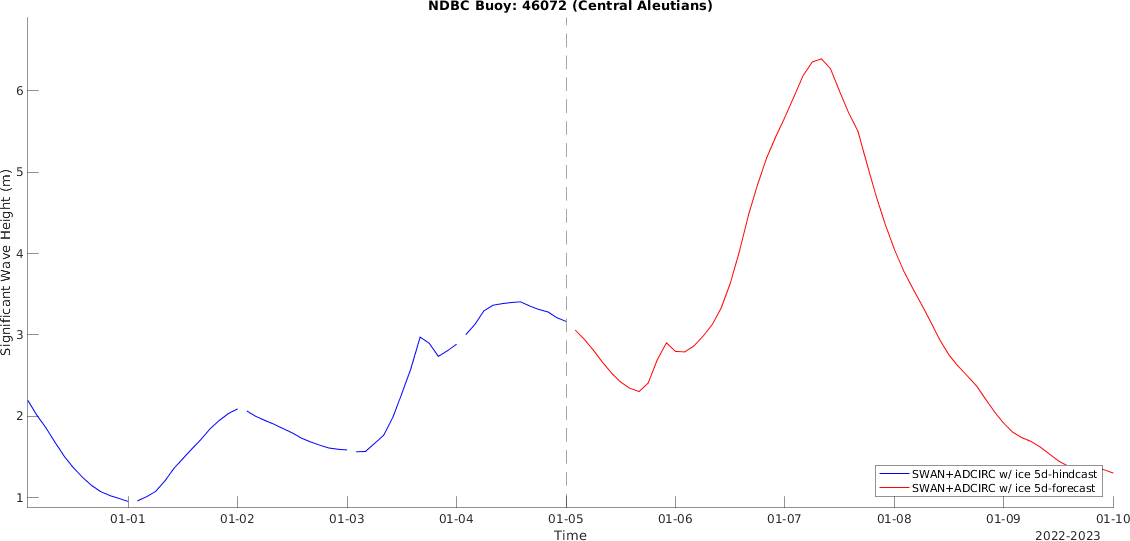 NDBC Buoy: 46072 (Central Aleutians)
Significant Wave Height (m)
6
5
4
3
2
1
SWAN+ADCIRC w/ ice 5d-hindcast
SWAN+ADCIRC w/ ice 5d-forecast
01-01 01-02 01-03 01-04 01-05 01-06 01-07 01-08 01-09 01-10
Time
2022-2023